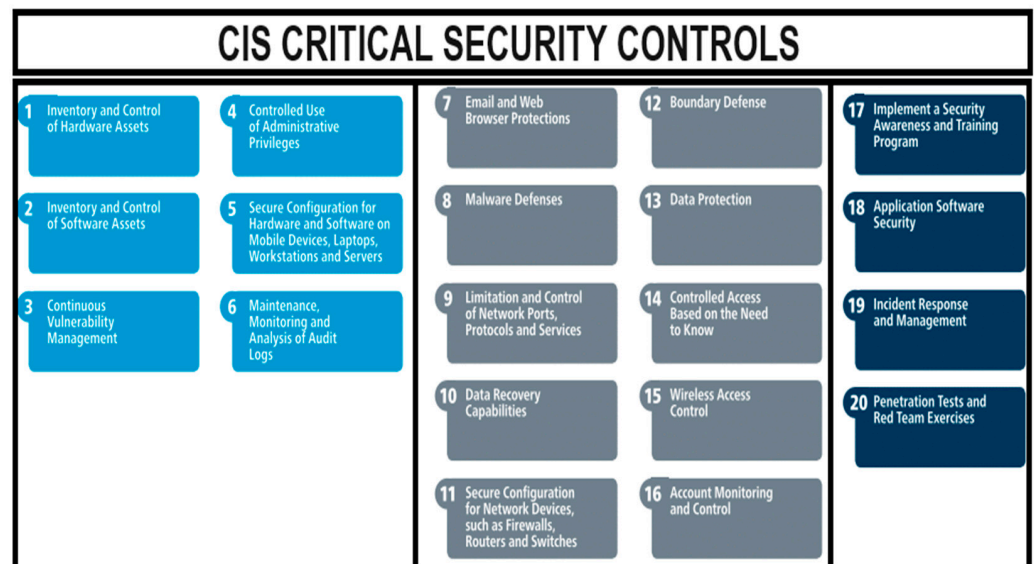 CIS CRITICAL SECURITY CONTROLS
1 Inventory and Control
of Hardware Assets
2 Inventory and Control
of Software Assets
3 Continuous
Vulnerability
Management
4 Controlled Use
of Administrative
Privileges
5 Secure Configuration for
Hardware and Software on
Mobile Devices, Laptops,
Workstations and Servers
6 Maintenance,
Monitoring and
Analysis of Audit
Logs
7 Email and Web
Browser Protections
8 Malware Defenses
9 Limitation and Control
of Network Ports,
Protocols and Services
10 Data Recovery
Capabilities
11 Secure Configuration
for Network Devices,
such as Firewalls,
Routers and Switches
12 Boundary Defense
13 Data Protection
14 Controlled Access
Based on the Need
to Know
15 Wireless Access
Control
16 Account Monitoring
and Control
17 Implement a Security
Awareness and Training
Program
18 Application Software
Security
19 Incident Response
and Management
20 Penetration Tests and
Red Team Exercises